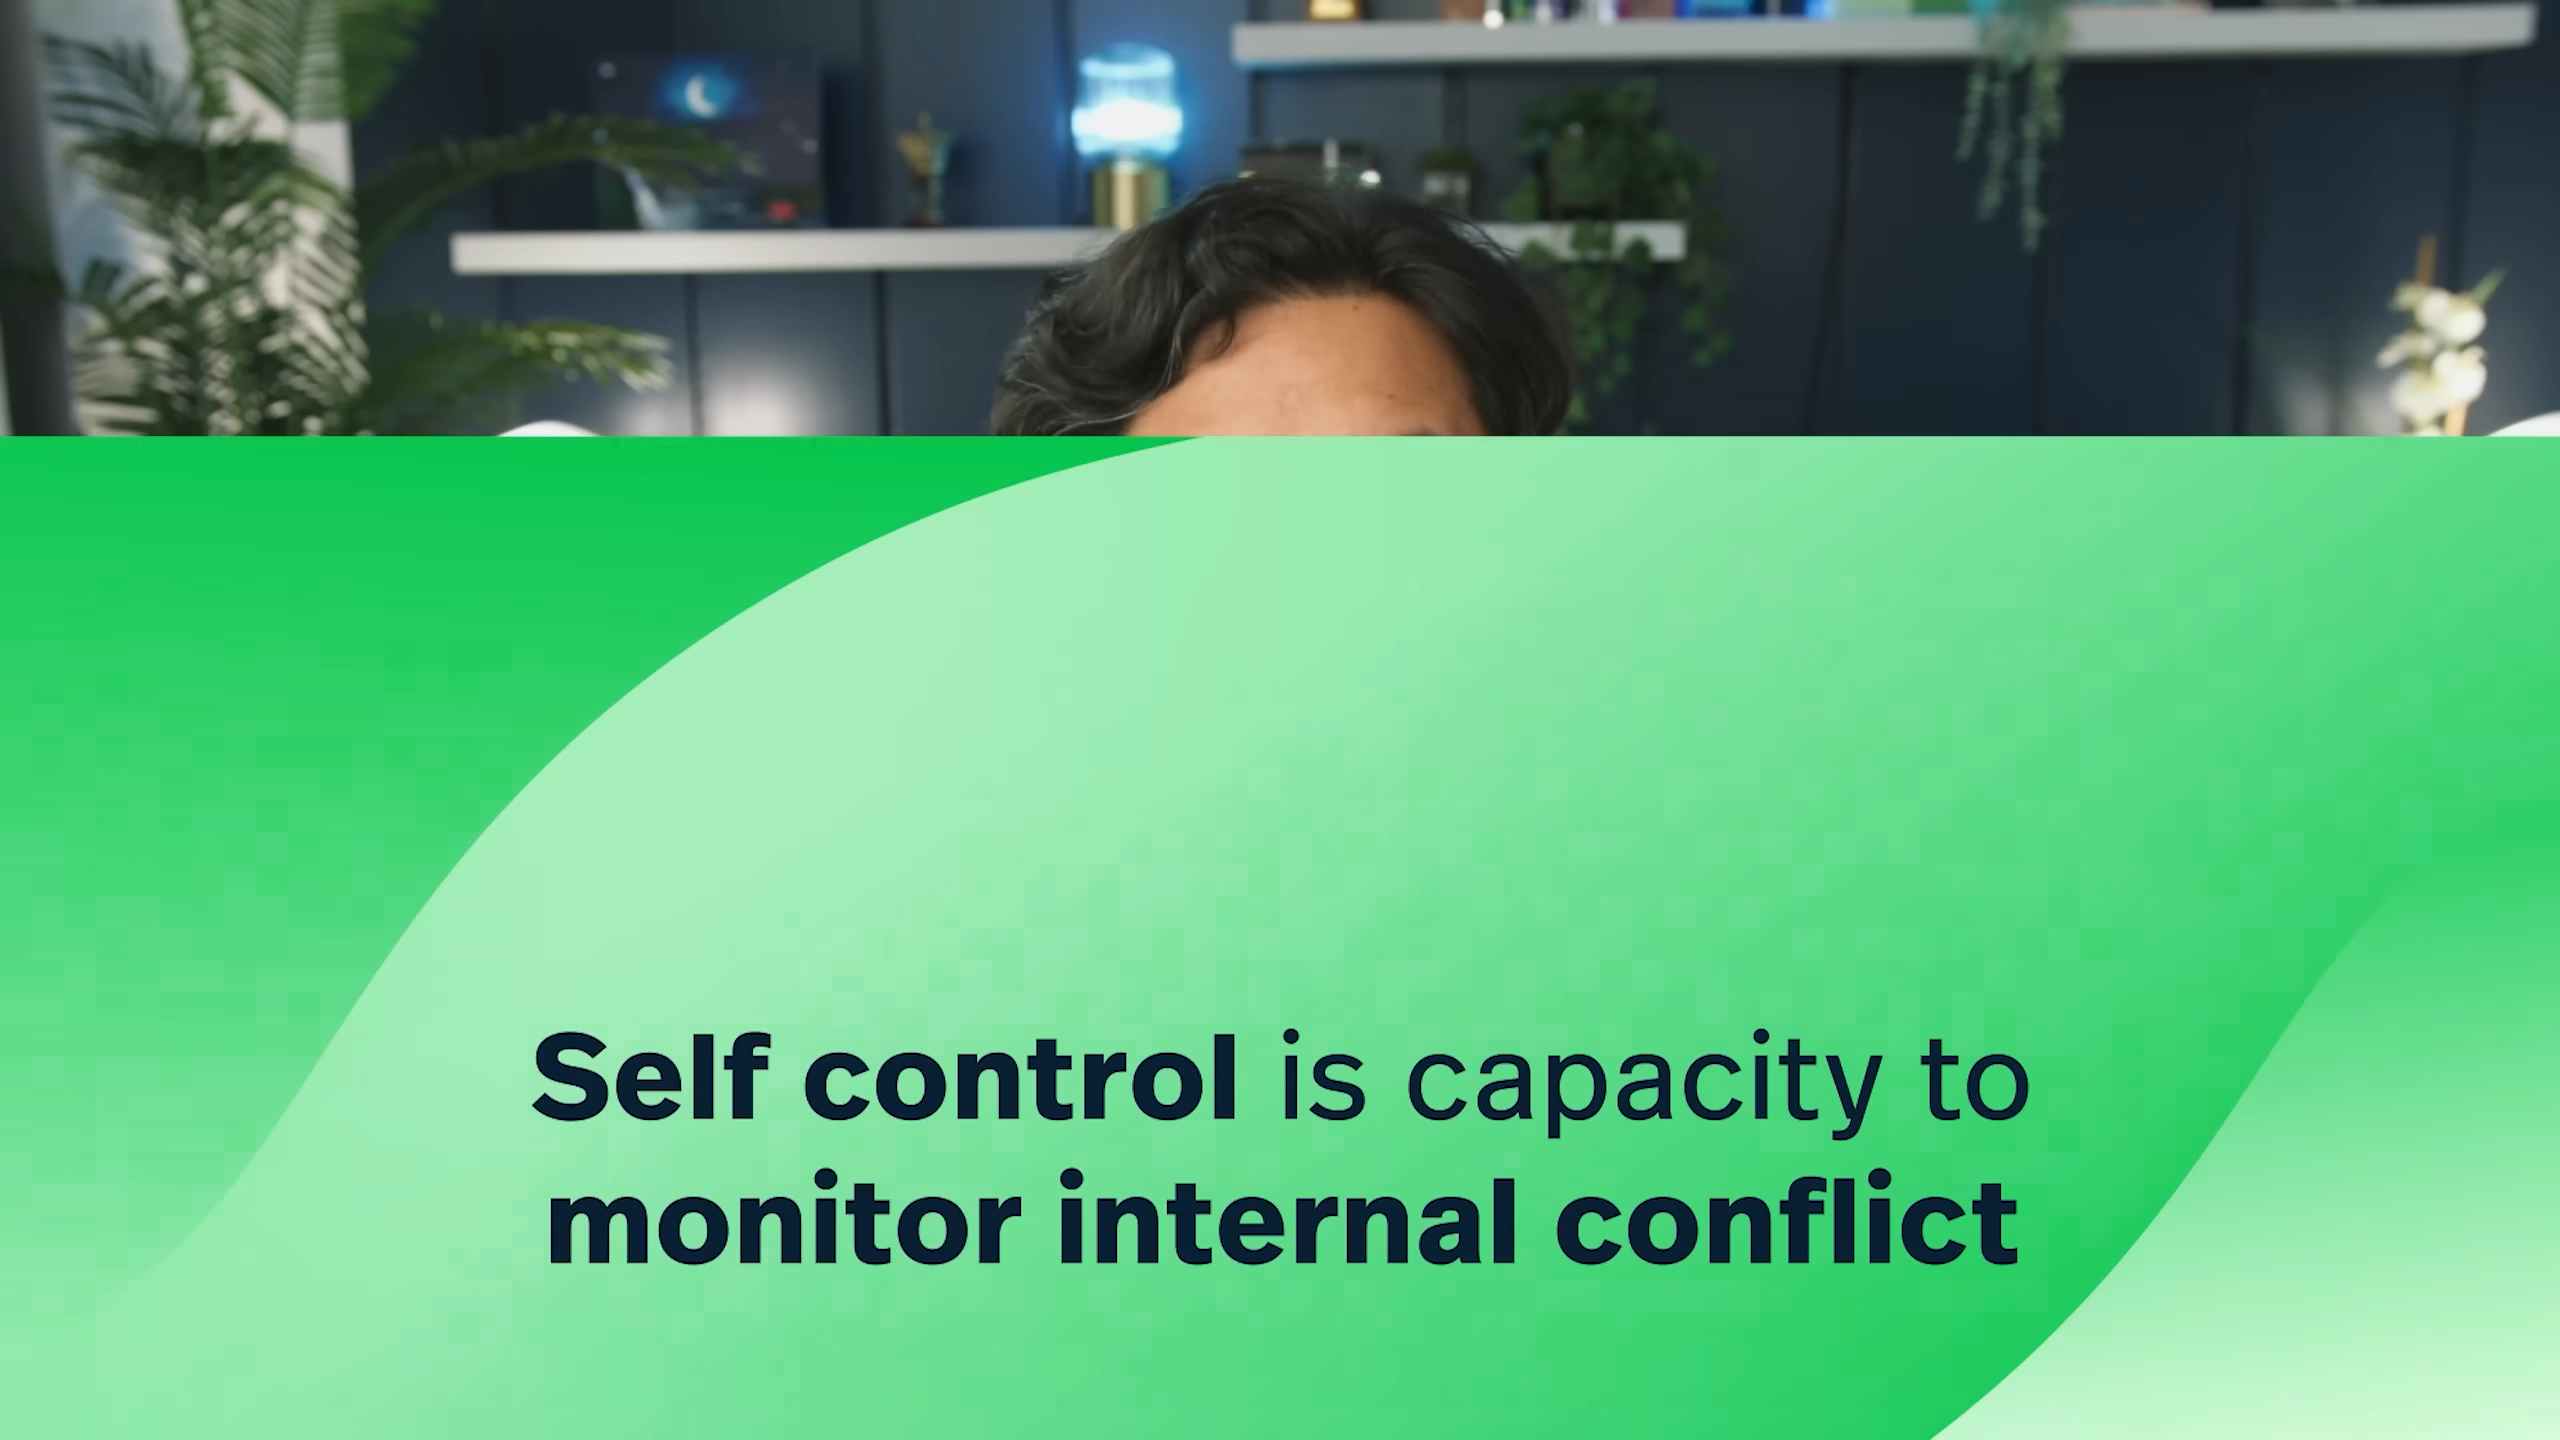 Self control is capacity to
monitor internal conflict